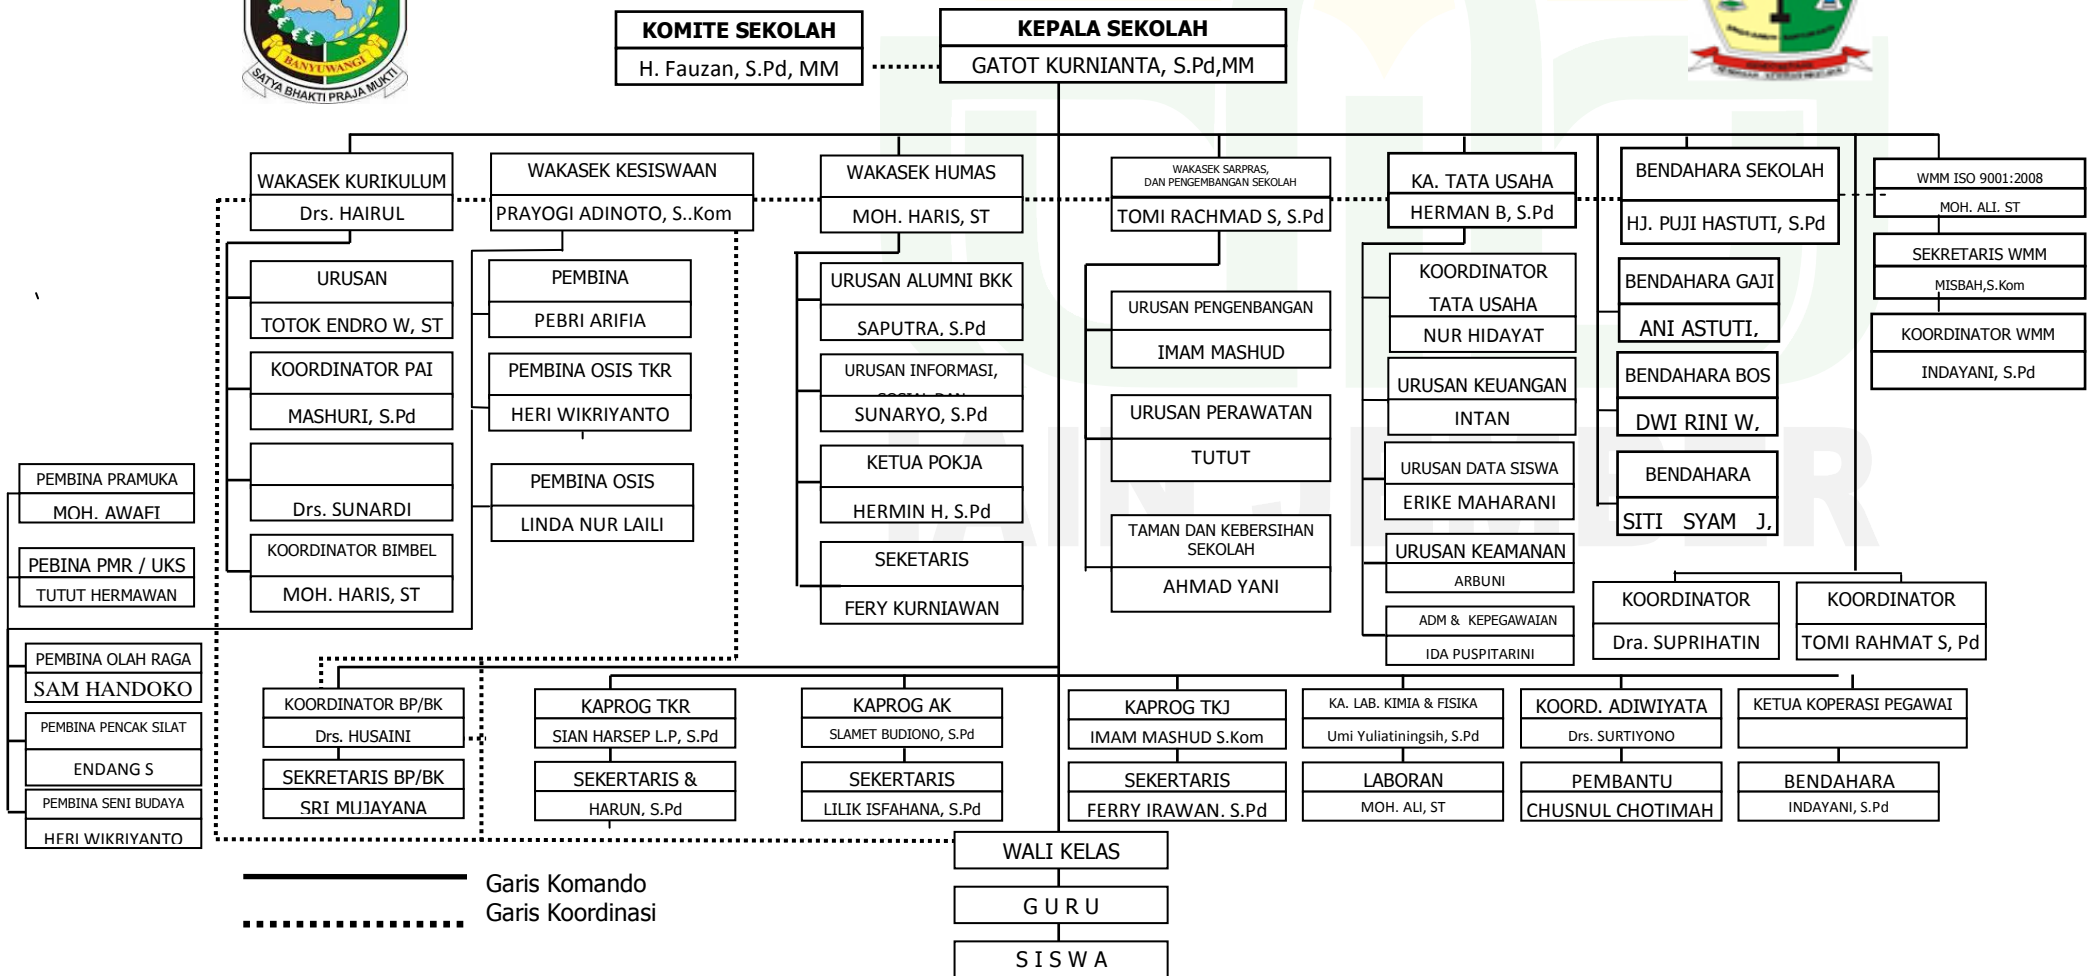 BANYUWANGI
SATYA BHAKTI PRAJA MUKTI
KOMITE SEKOLAH
H. Fauzan, S.Pd, MM
KEPALA SEKOLAH
GATOT KURNIANTA, S.Pd,MM
WAKASEK KURIKULUM
Drs. HAIRUL
WAKASEK KESISWAAN
PRAYOGI ADINOTO, S..Kom
WAKASEK HUMAS
MOH. HARIS, ST
WAKASEK SARPRAS,
DAN PENGEMBANGAN SEKOLAH
TOMI RACHMAD S, S.Pd
KA. TATA USAHA
HERMAN B, S.Pd
BENDAHARA SEKOLAH
HJ. PUJI HASTUTI, S.Pd
WMM ISO 9001:2008
MOH. ALI. ST
SEKRETARIS WMM
MISBAH,S.Kom
KOORDINATOR WMM
INDAYANI, S.Pd
URUSAN
TOTOK ENDRO W, ST
KOORDINATOR PAI
MASHURI, S.Pd
Drs. SUNARDI
KOORDINATOR BIMBEL
MOH. HARIS, ST
PEMBINA
PEBRI ARIFIA
PEMBINA OSIS TKR
HERI WIKRIYANTO
PEMBINA OSIS
LINDA NUR LAILI
URUSAN ALUMNI BKK
SAPUTRA, S.Pd
URUSAN INFORMASI,
SUNARYO, S.Pd
KETUA POKJA
HERMIN H, S.Pd
SEKETARIS
FERY KURNIAWAN
URUSAN PENGENBANGAN
IMAM MASHUD
URUSAN PERAWATAN
TUTUT
TAMAN DAN KEBERSIHAN
SEKOLAH
AHMAD YANI
KOORDINATOR
TATA USAHA
NUR HIDAYAT
URUSAN KEUANGAN
INTAN
URUSAN DATA SISWA
ERIKE MAHARANI
URUSAN KEAMANAN
ARBUNI
ADM & KEPEGAWAIAN
IDA PUSPITARINI
BENDAHARA GAJI
ANI ASTUTI,
BENDAHARA BOS
DWI RINI W,
BENDAHARA
SITI SYAM J,
KOORDINATOR
Dra. SUPRIHATIN
KOORDINATOR
TOMI RAHMAT S, Pd
PEMBINA PRAMUKA
MOH. AWAFI
PEBINA PMR / UKS
TUTUT HERMAWAN
PEMBINA OLAH RAGA
SAM HANDOKO
PEMBINA PENCAK SILAT
ENDANG S
PEMBINA SENI BUDAYA
HERI WIKRIYANTO
KOORDINATOR BP/BK
Drs. HUSAINI
SEKRETARIS BP/BK
SRI MUJAYANA
KAPROG TKR
SIAN HARSEP L.P, S.Pd
SEKERTARIS &
HARUN, S.Pd
KAPROG AK
SLAMET BUDIONO, S.Pd
SEKERTARIS
LILIK ISFAHANA, S.Pd
KAPROG TKJ
IMAM MASHUD S.Kom
SEKERTARIS
FERRY IRAWAN. S.Pd
KA. LAB. KIMIA & FISIKA
Umi Yuliatiningsih, S.Pd
LABORAN
MOH. ALI, ST
KOORD. ADIWIYATA
Drs. SURTIYONO
PEMBANTU
CHUSNUL CHOTIMAH
KETUA KOPERASI PEGAWAI
BENDAHARA
INDAYANI, S.Pd
WALI KELAS
G U R U
S I S W A
Garis Komando
Garis Koordinasi
IAIN JEMBER